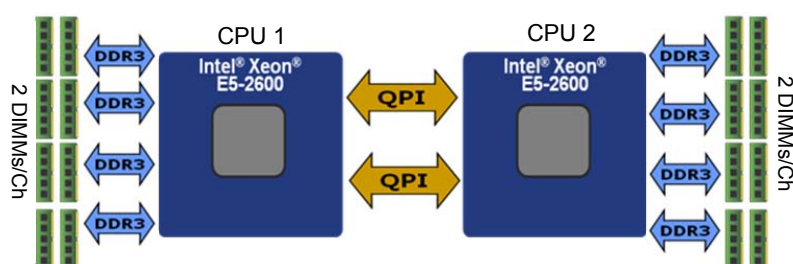 CPU 1
CPU 2
2 DIMMs/Ch
DDR3
DDR3
DDR3
DDR3
Intel® Xeon®
E5-2600
QPI
QPI
Intel® Xeon®
E5-2600
DDR3
DDR3
DDR3
DDR3
2 DIMMs/Ch